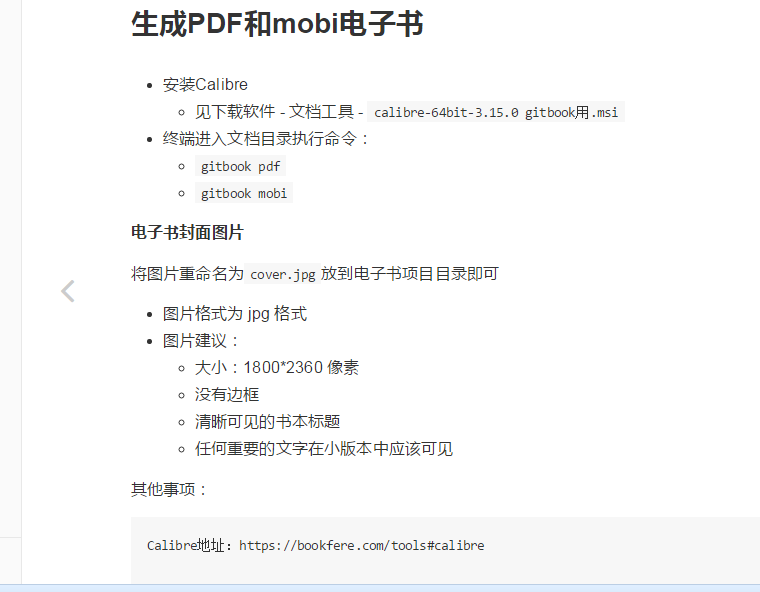 生成PDF和mobi电子书
安装Calibre
见下载软件 - 文档工具 - calibre-64bit-3.15.0 gitbook用.msi
终端进入文档目录执行命令：
gitbook pdf
gitbook mobi
电子书封面图片
将图片重命名为 cover.jpg 放到电子书项目目录即可
图片格式为 jpg 格式
图片建议：
大小：1800*2360 像素
没有边框
清晰可见的书本标题
任何重要的文字在小版本中应该可见
其他事项：
Calibre地址：https://bookfere.com/tools#calibre